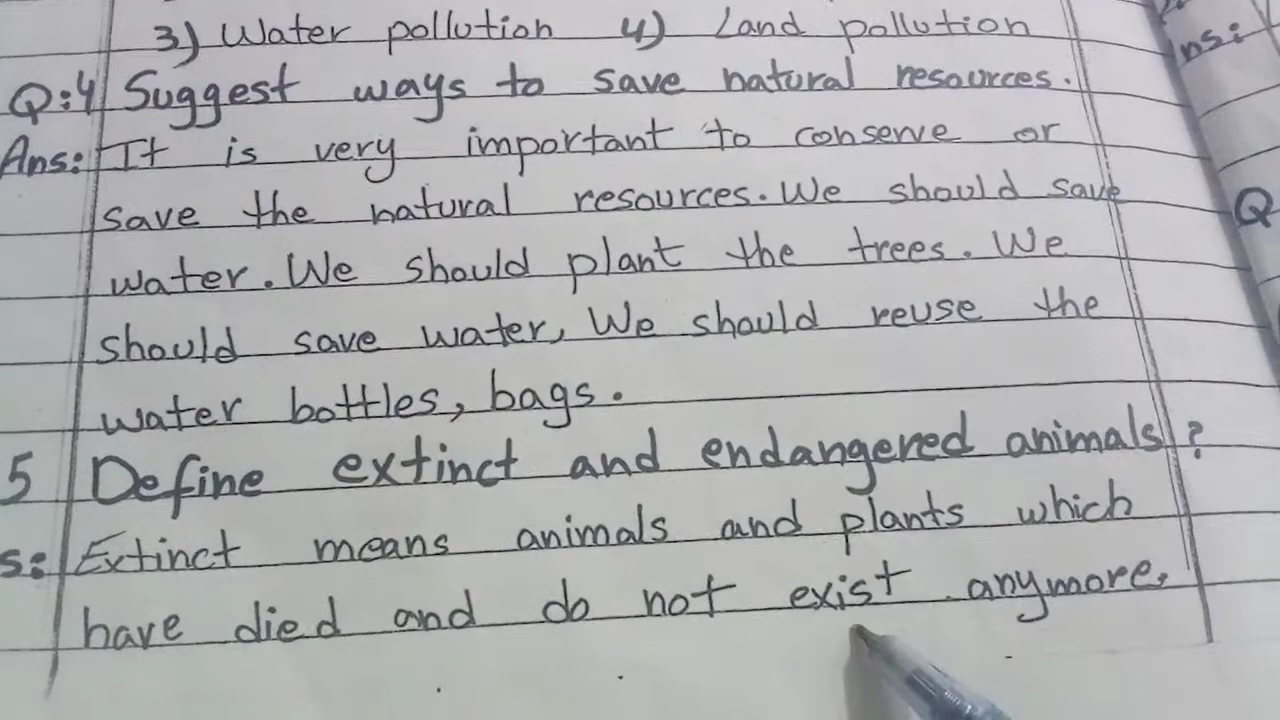 3) Water pollution 4) Land pollution
Q:4 Suggest ways to save natural resources.
Ans: It is very important to conserve or
save the natural resources. We should save
water. We should plant the trees. We
should save water, We should reuse the
water bottles, bags.
5 Define extinct and endangered animals?
s: Extinct means animals and plants which
have died and do not exist anymore.
ns:
Q